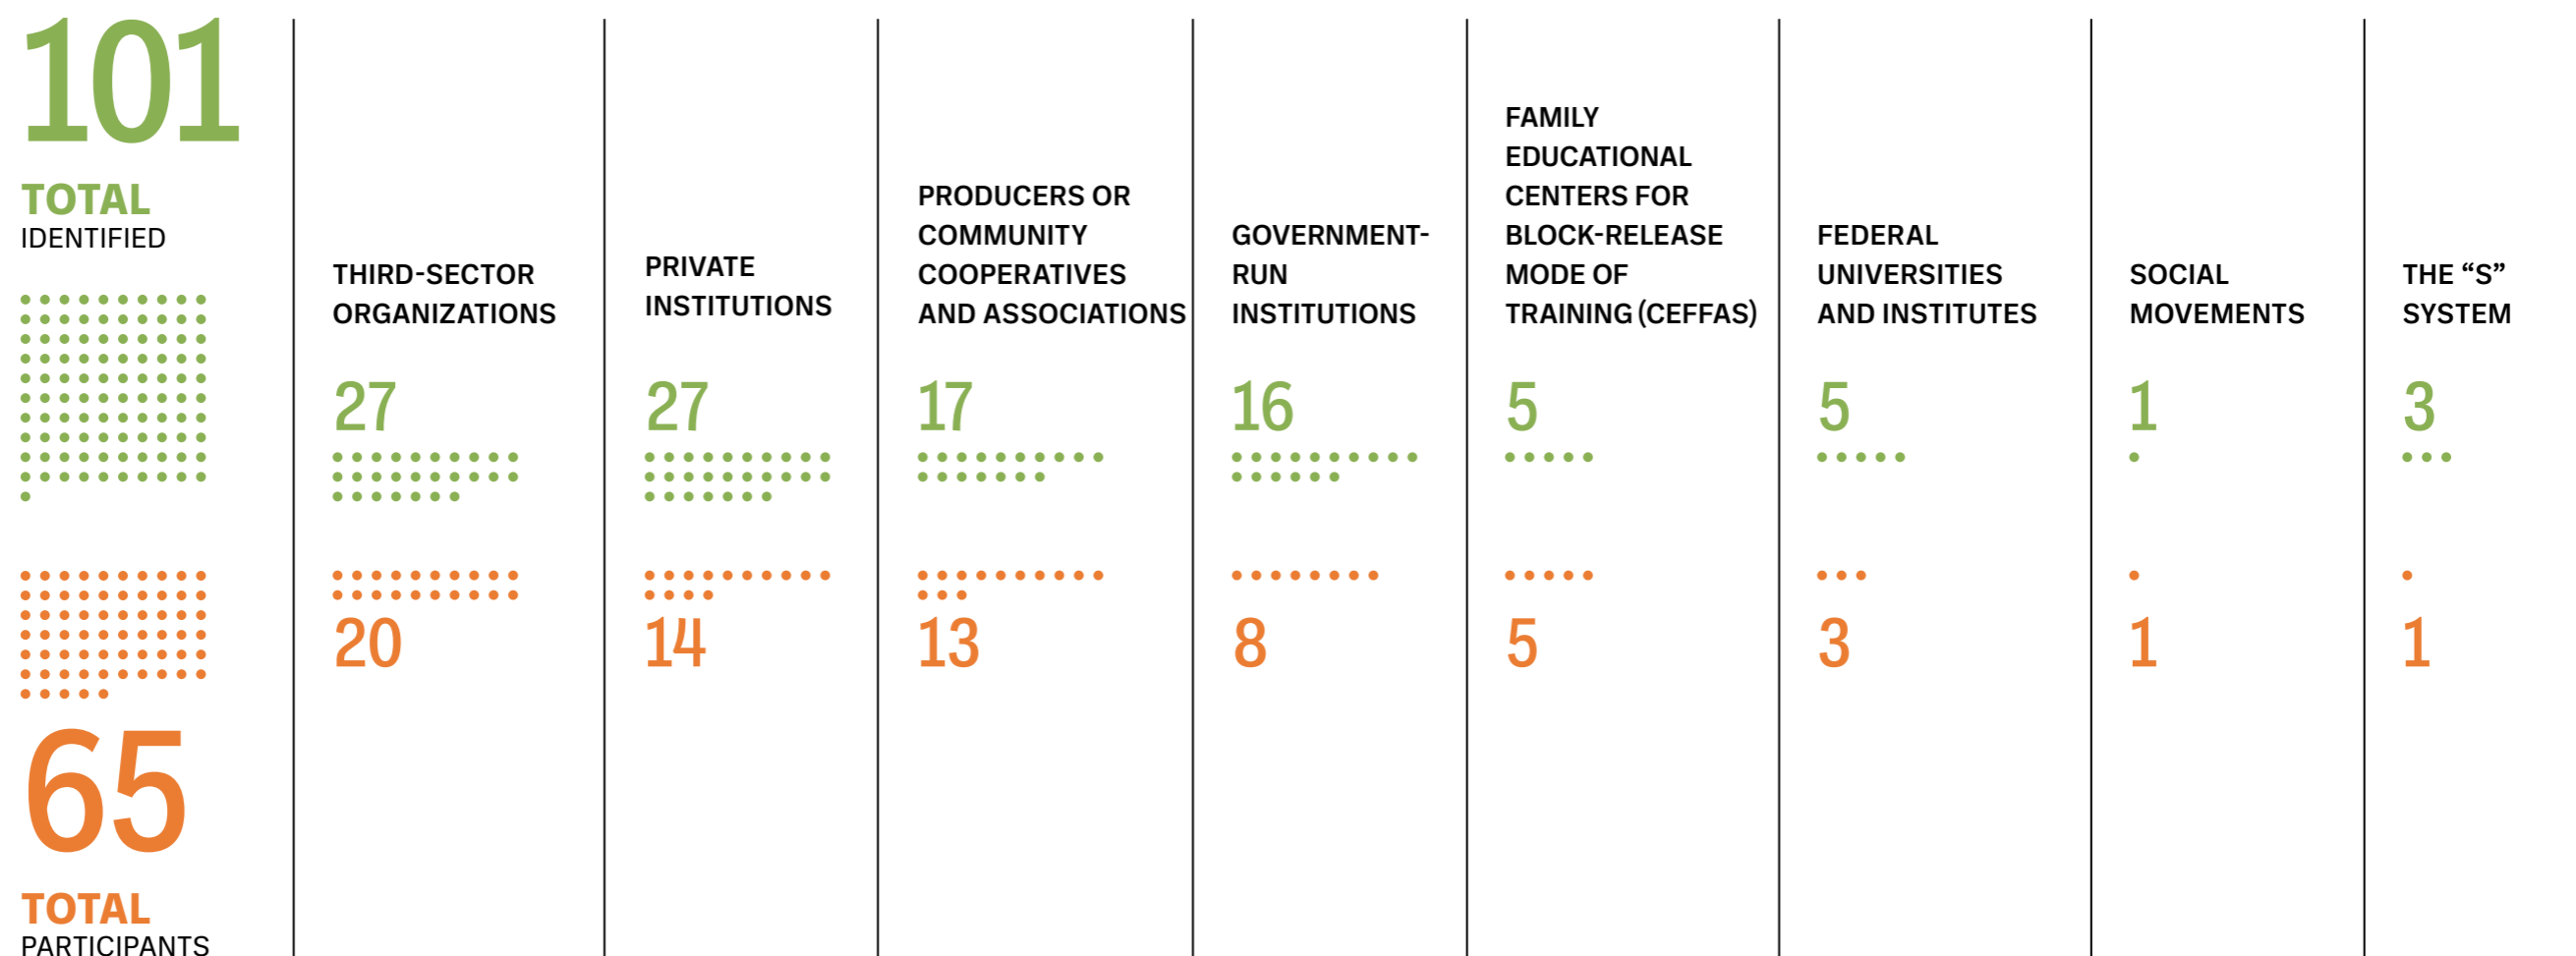 101
TOTAL
IDENTIFIED
65
TOTAL
PARTICIPANTS
THIRD-SECTOR
ORGANIZATIONS
27
20
PRIVATE
INSTITUTIONS
27
14
PRODUCERS OR
COMMUNITY
COOPERATIVES
AND ASSOCIATIONS
17
13
GOVERNMENT-
RUN
INSTITUTIONS
16
8
FAMILY
EDUCATIONAL
CENTERS FOR
BLOCK-RELEASE
MODE OF
TRAINING (CEFFAS)
5
5
FEDERAL
UNIVERSITIES
AND INSTITUTES
5
3
SOCIAL
MOVEMENTS
1
1
THE “S”
SYSTEM
3
1